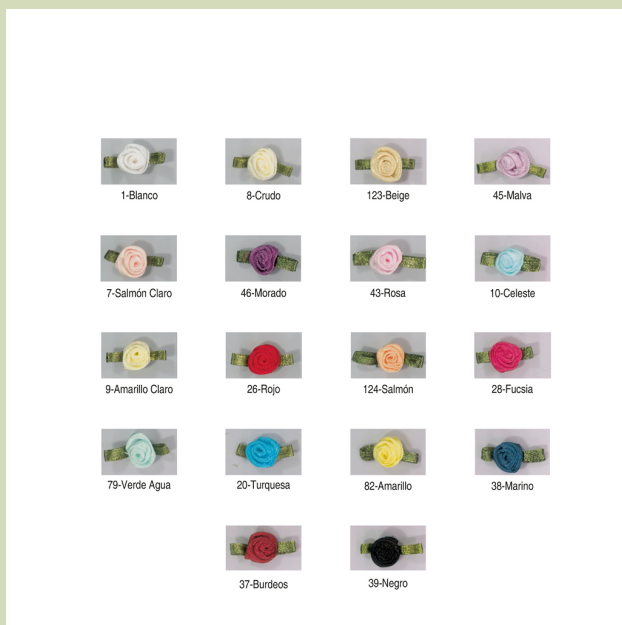 1-Blanco
8-Crudo
123-Beige
45-Malva
7-Salmón Claro
46-Morado
43-Rosa
10-Celeste
9-Amarillo Claro
26-Rojo
124-Salmón
28-Fucsia
79-Verde Agua
20-Turquesa
82-Amarillo
38-Marino
37-Burdeos
39-Negro